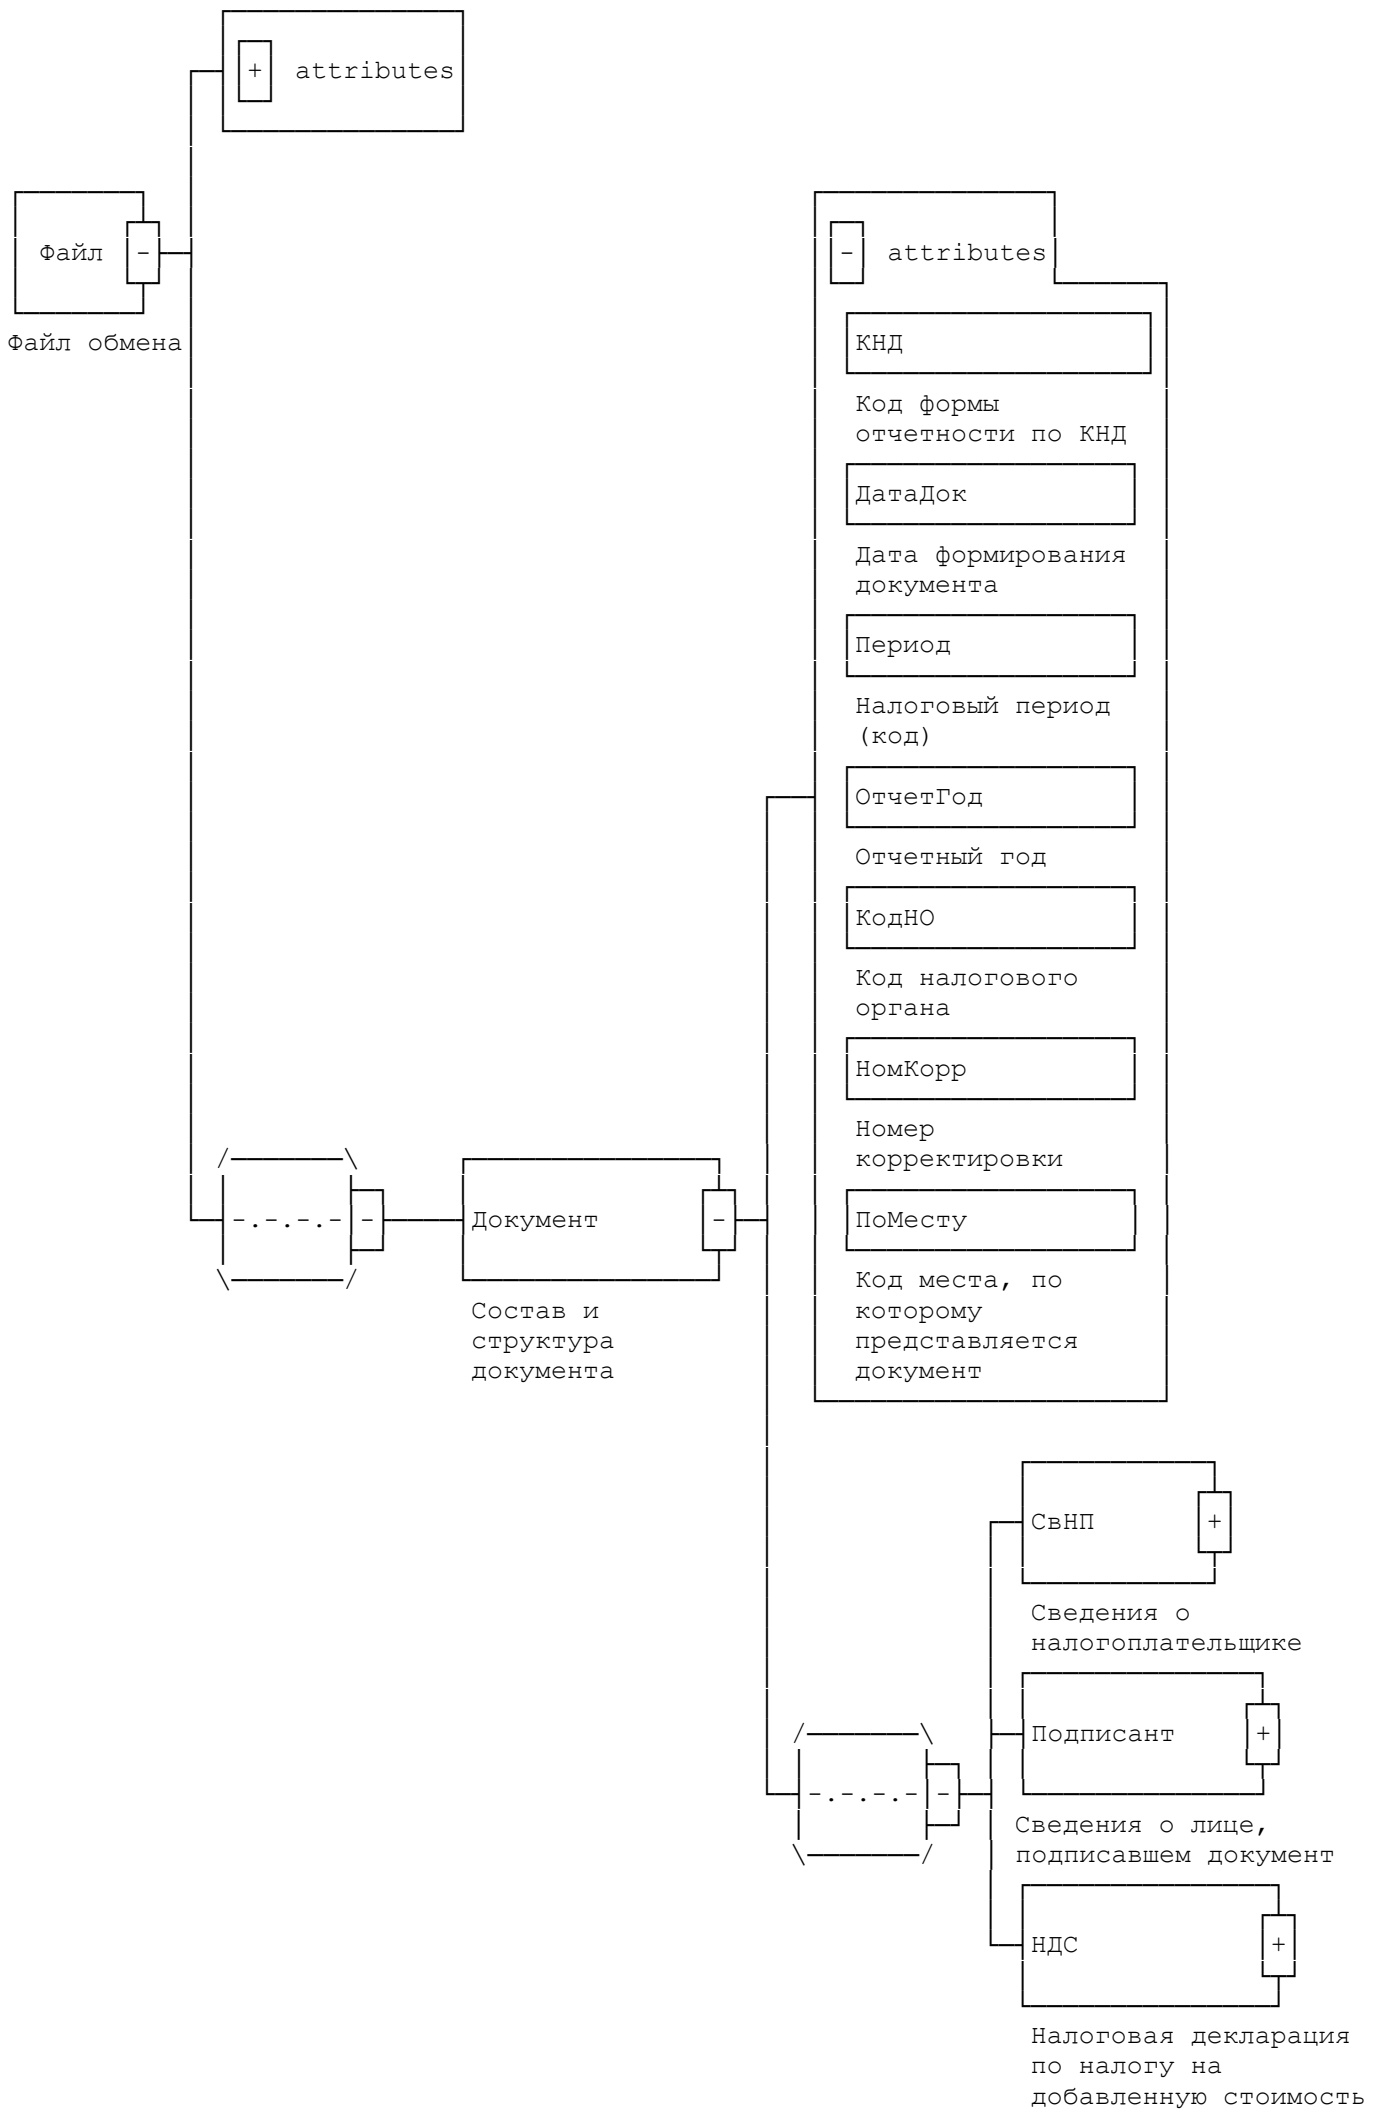 + attributes
Файл -
- attributes
Файл обмена
КНД
Код формы
отчетности по КНД
ДатаДок
Дата формирования
документа
Период
Налоговый период
(код)
ОтчетГод
Отчетный год
КодНО
Код налогового
органа
НомКорр
Номер
корректировки
-.-.-.- -
Документ -
ПоМесту
Состав и
структура
документа
Код места, по
которому
представляется
документ
СвНП +
Сведения о
налогоплательщике
Подписант +
-.-.-.- -
Сведения о лице,
подписавшем документ
НДС +
Налоговая декларация
по налогу на
добавленную стоимость